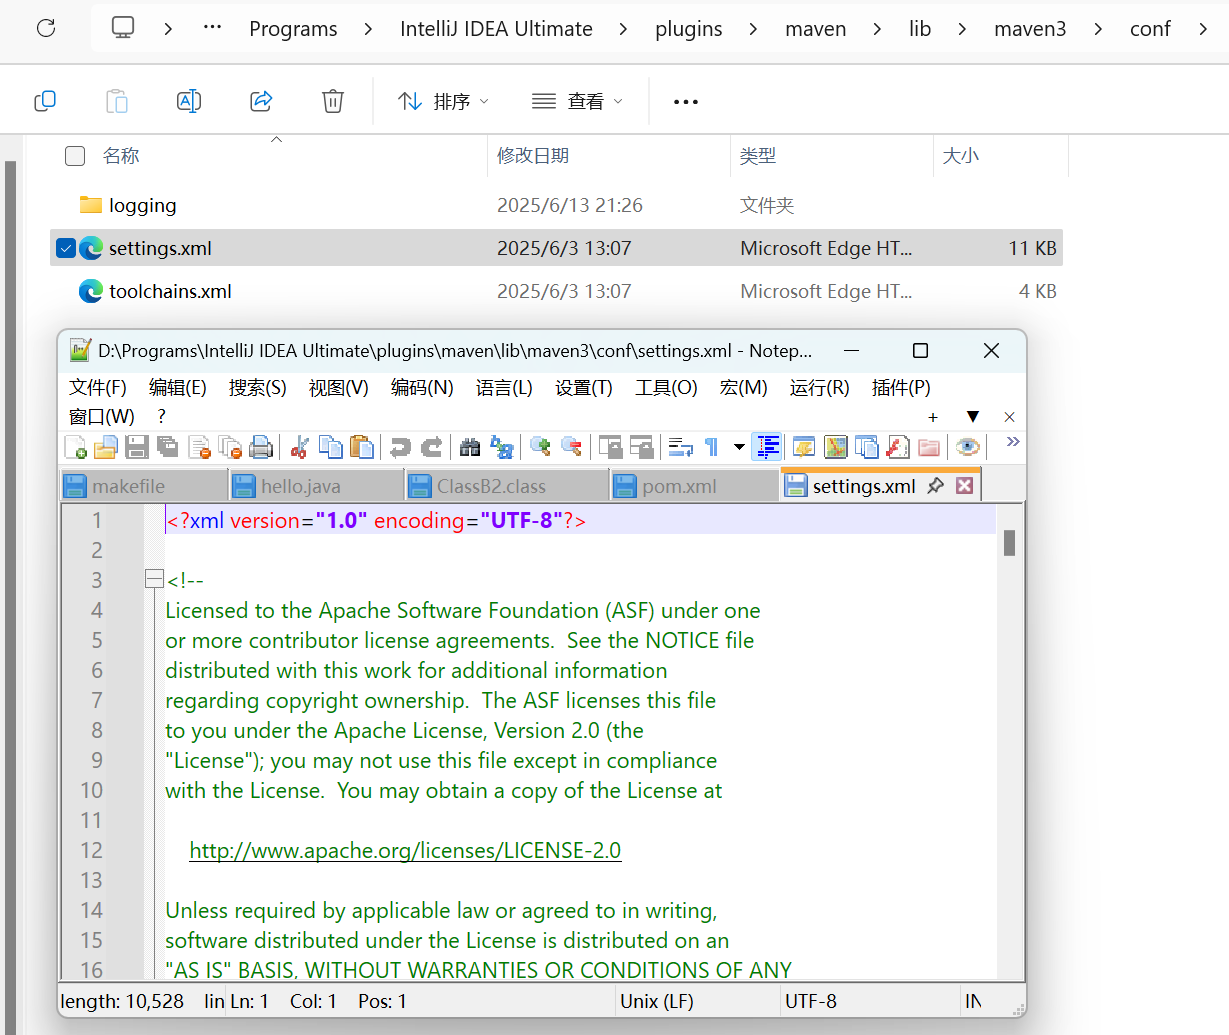 … Programs > IntelliJ IDEA Ultimate > plugins > maven > lib > maven3 > conf >
排序 查看
名称 修改日期 类型 大小
logging 2025/6/13 21:26 文件夹
settings.xml 2025/6/3 13:07 Microsoft Edge HT... 11 KB
toolchains.xml 2025/6/3 13:07 Microsoft Edge HT... 4 KB
D:\Programs\IntelliJ IDEA Ultimate\plugins\maven\lib\maven3\conf\settings.xml - Notep...
文件(F) 编辑(E) 搜索(S) 视图(V) 编码(N) 语言(L) 设置(T) 工具(O) 宏(M) 运行(R) 插件(P)
窗口(W) ?
makefile hello.java ClassB2.class pom.xml settings.xml
1 <?xml version="1.0" encoding="UTF-8"?>
2
3 <!--
4 Licensed to the Apache Software Foundation (ASF) under one
5 or more contributor license agreements.  See the NOTICE file
6 distributed with this work for additional information
7 regarding copyright ownership.  The ASF licenses this file
8 to you under the Apache License, Version 2.0 (the
9 "License"); you may not use this file except in compliance
10 with the License.  You may obtain a copy of the License at
11
12 http://www.apache.org/licenses/LICENSE-2.0
13
14 Unless required by applicable law or agreed to in writing,
15 software distributed under the License is distributed on an
16 "AS IS" BASIS, WITHOUT WARRANTIES OR CONDITIONS OF ANY
length: 10,528 lin Ln: 1 Col: 1 Pos: 1 Unix (LF) UTF-8 IN